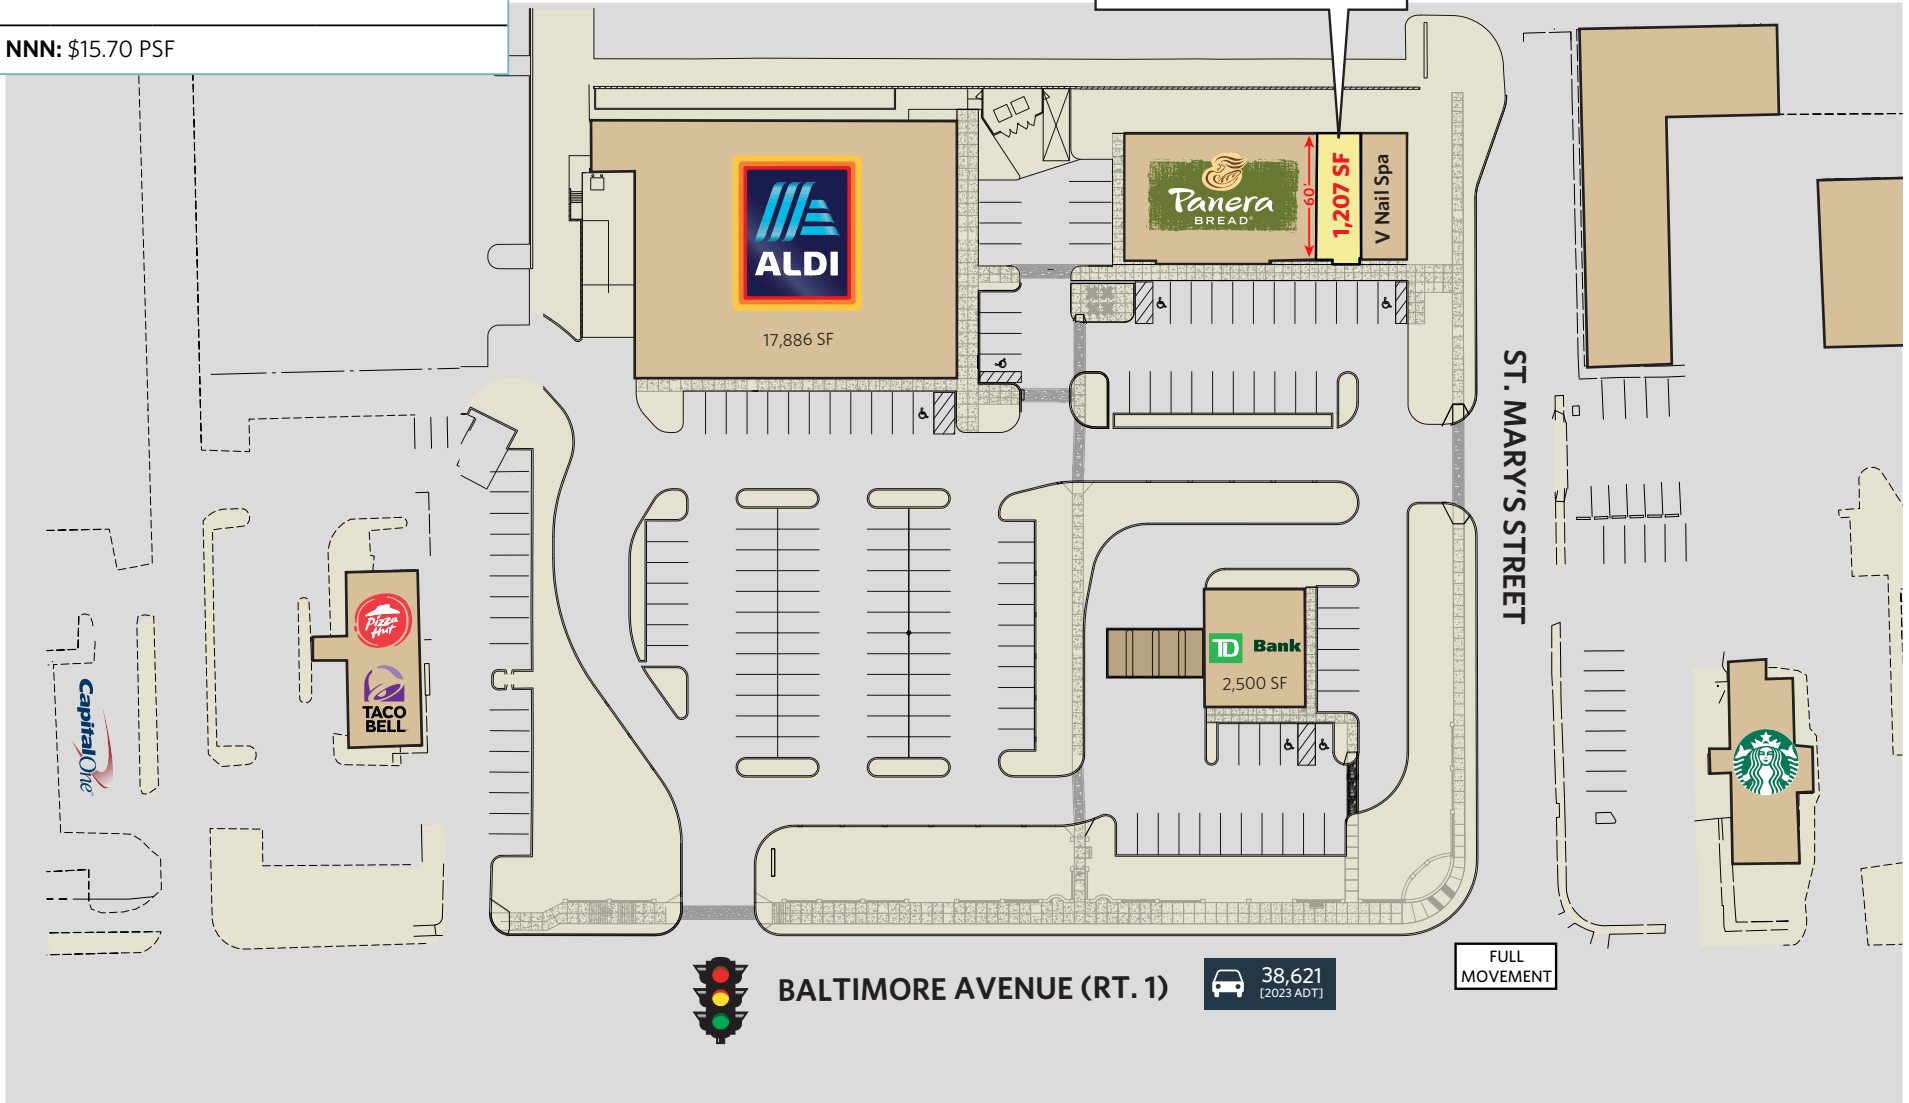 NNN: $15.70 PSF
ALDI
17,886 SF
Panera
BREAD®
60'
1,207 SF
V Nail Spa
ST. MARY'S STREET
Pizza
Hut
TACO
BELL
Capital One
TD Bank
2,500 SF
BALTIMORE AVENUE (RT. 1)
38,621
[2023 ADT]
FULL
MOVEMENT